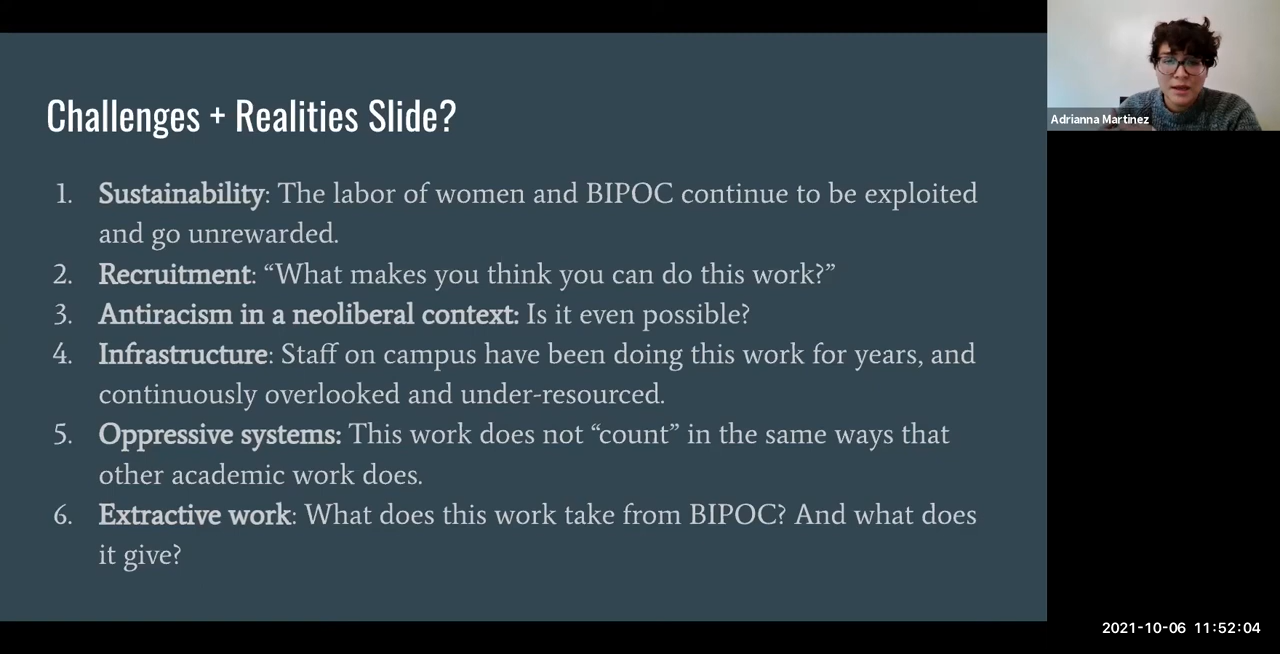 Challenges + Realities Slide?
Adrianna Martinez
1. Sustainability: The labor of women and BIPOC continue to be exploited
and go unrewarded.
2. Recruitment: “What makes you think you can do this work?”
3. Antiracism in a neoliberal context: Is it even possible?
4. Infrastructure: Staff on campus have been doing this work for years, and
continuously overlooked and under-resourced.
5. Oppressive systems: This work does not “count” in the same ways that
other academic work does.
6. Extractive work: What does this work take from BIPOC? And what does
it give?
2021-10-06 11:52:04